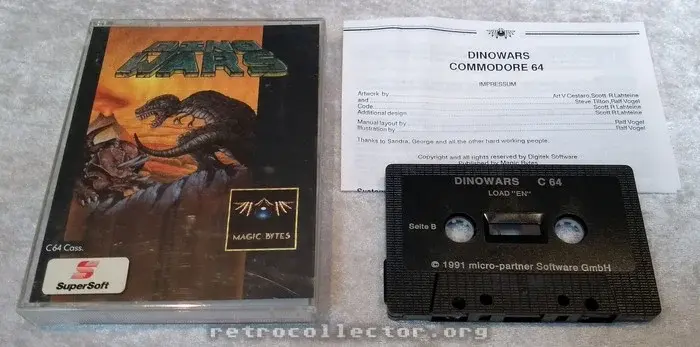 DINO
WARS
MAGIC BYTES
C64 Cass.
S
SuperSoft
DINOWARS
COMMODORE 64
IMPRESSUM
Artwork by Art V Cestaro, Scott R.Lahteine
and Steve Tilton, Ralf Vogel
Code Scott R.Lahteine
Additional design Scott R.Lahteine
Manual layout by Ralf Vogel
Illustration by Ralf Vogel
Thanks to Sandra, George and all the other hard working people.
Copyright and all rights reserved by Digitek Software
Published by Magic Bytes
DINOWARS C 64
LOAD "EN"
Seite B
© 1991 micro-partner Software GmbH
retrocollector.org